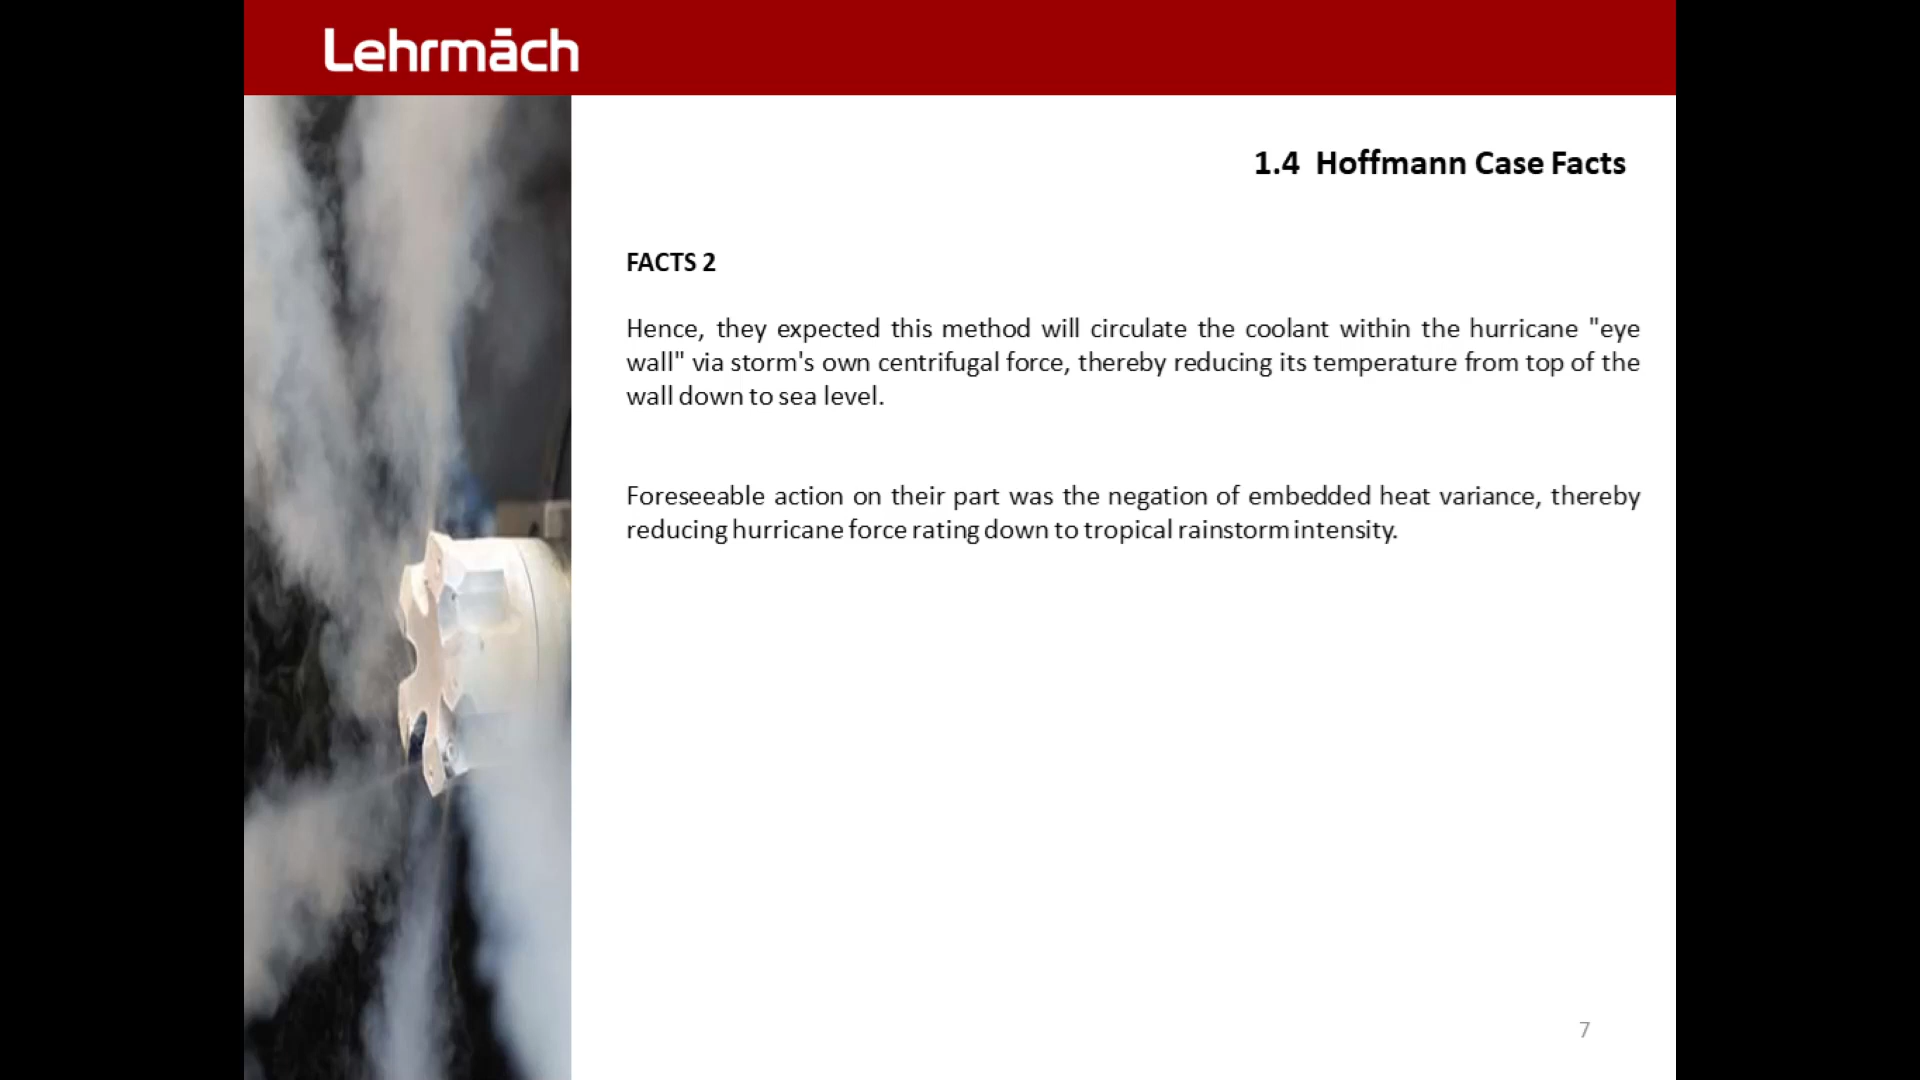 Lehrmāch
1.4 Hoffmann Case Facts
FACTS 2
Hence, they expected this method will circulate the coolant within the hurricane "eye
wall" via storm's own centrifugal force, thereby reducing its temperature from top of the
wall down to sea level.
Foreseeable action on their part was the negation of embedded heat variance, thereby
reducing hurricane force rating down to tropical rainstorm intensity.
7